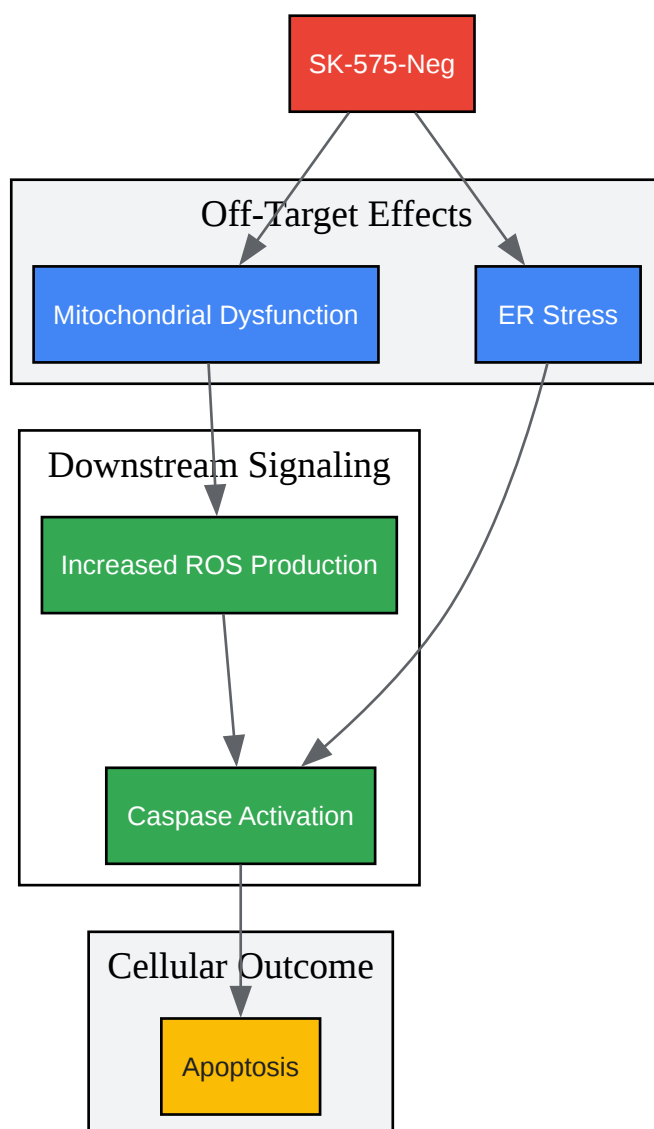 SK-575-Neg
Off-Target Effects
Mitochondrial Dysfunction
ER Stress
Downstream Signaling
Increased ROS Production
Caspase Activation
Cellular Outcome
Apoptosis